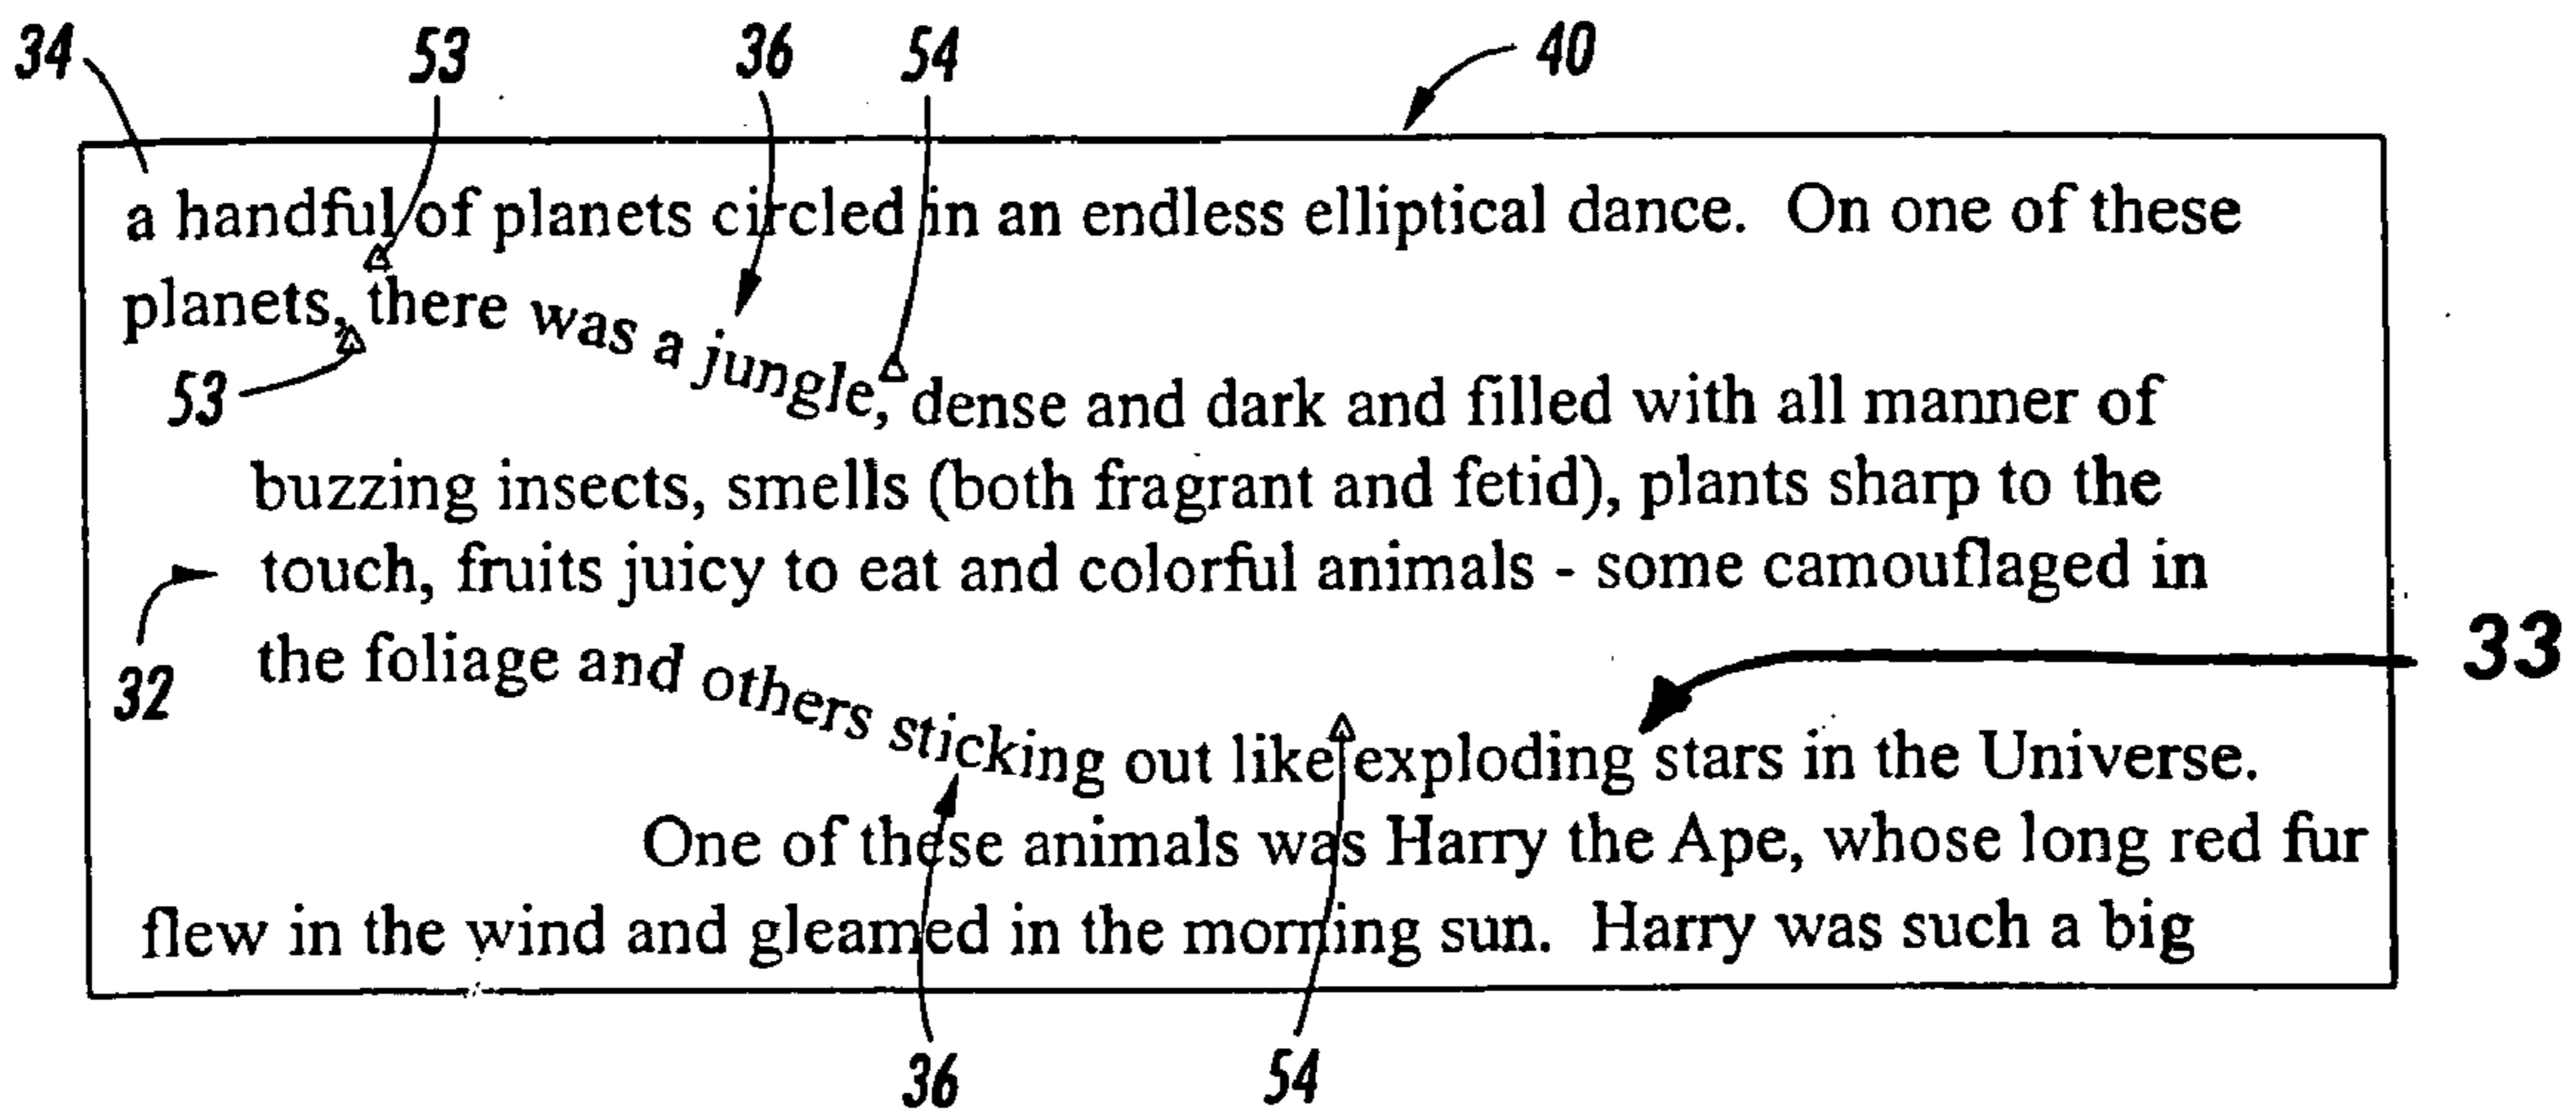 34 53 36 54 40
a handful of planets circled in an endless elliptical dance. On one of these
planets, there was a jungle, dense and dark and filled with all manner of
53
buzzing insects, smells (both fragrant and fetid), plants sharp to the
touch, fruits juicy to eat and colorful animals - some camouflaged in
32
33
the foliage and others sticking out like exploding stars in the Universe.
One of these animals was Harry the Ape, whose long red fur
flew in the wind and gleamed in the morning sun. Harry was such a big
36 54